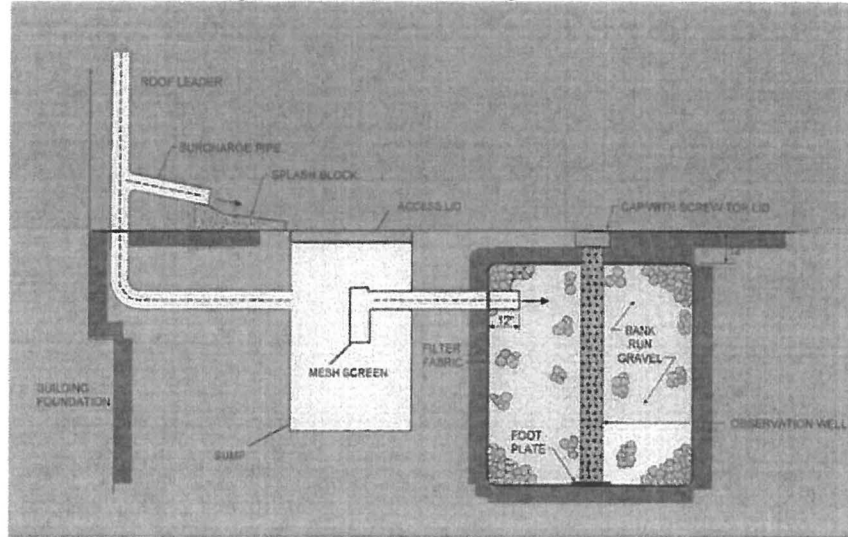 ROOF LEADER
SURCHARGE PIPE
SPLASH BLOCK
ACCESS LID
CAP WITH SCREW TOP LID
12"
FILTER
FABRIC
BANK
RUN
GRAVEL
MESH SCREEN
BUILDING
FOUNDATION
OBSERVATION WELL
FOOT
PLATE
SUMP